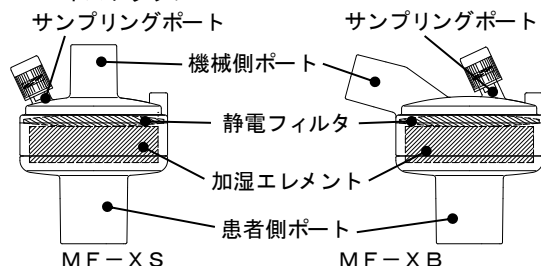 サンプリングポート
サンプリングポート
機械側ポート
静電フィルタ
加湿エレメント
患者側ポート
ＭＦ－ＸＳ
ＭＦ－ＸＢ